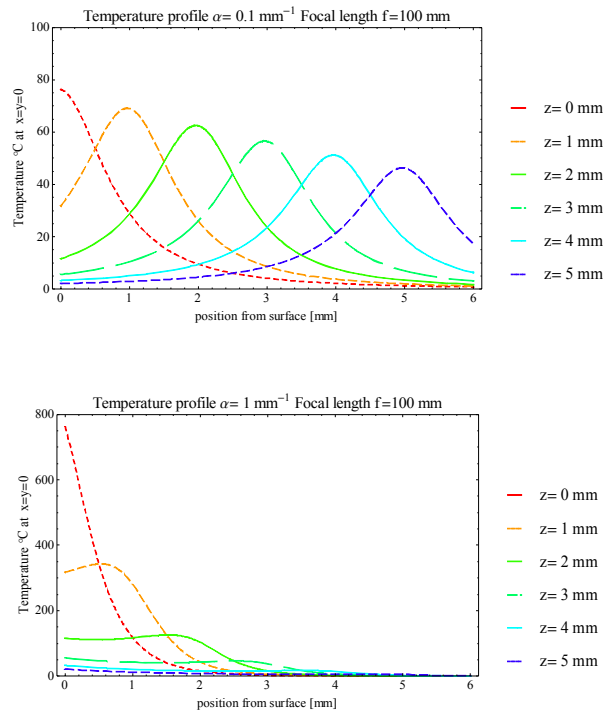 Temperature profile α= 0.1 mm⁻¹ Focal length f=100 mm
100
80
60
40
20
0
Temperature °C at x=y=0
0 1 2 3 4 5 6
position from surface [mm]
z= 0 mm
z= 1 mm
z= 2 mm
z= 3 mm
z= 4 mm
z= 5 mm
Temperature profile α= 1 mm⁻¹ Focal length f=100 mm
800
600
400
200
0
Temperature °C at x=y=0
0 1 2 3 4 5 6
position from surface [mm]
z= 0 mm
z= 1 mm
z= 2 mm
z= 3 mm
z= 4 mm
z= 5 mm